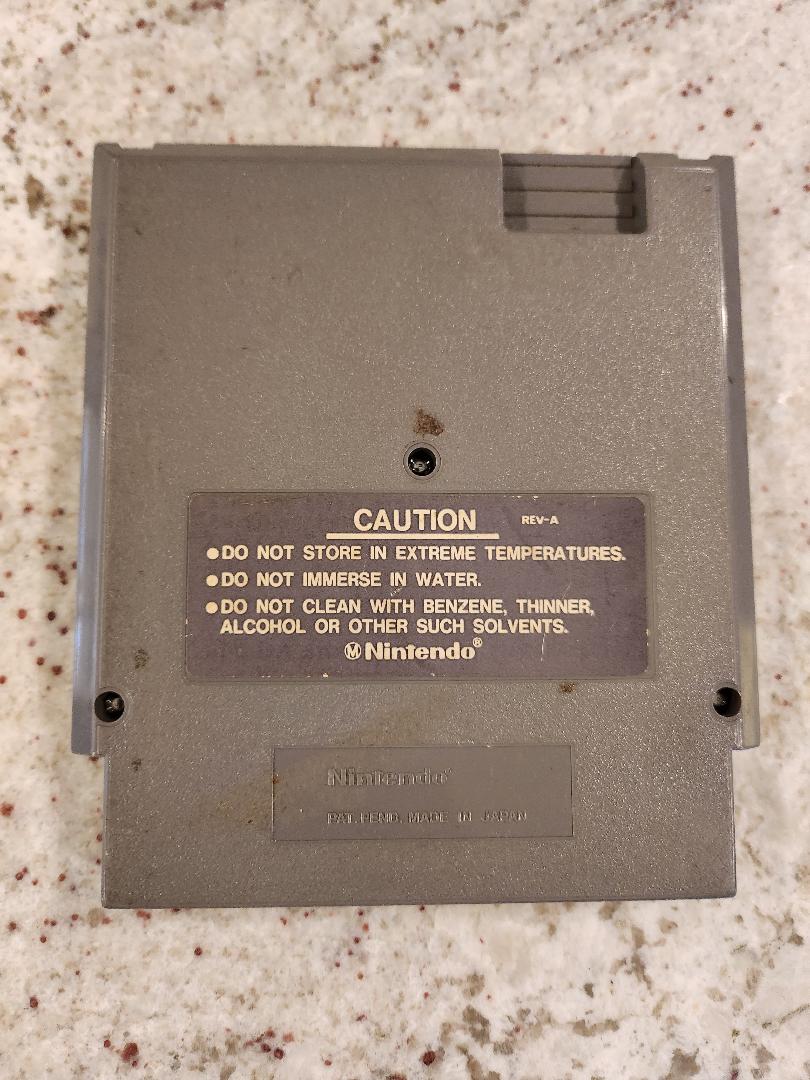 CAUTION REV-A
●DO NOT STORE IN EXTREME TEMPERATURES.
●DO NOT IMMERSE IN WATER.
●DO NOT CLEAN WITH BENZENE, THINNER,
ALCOHOL OR OTHER SUCH SOLVENTS.
Ⓜ Nintendo®
Nintendo®
PAT. PEND. MADE IN JAPAN